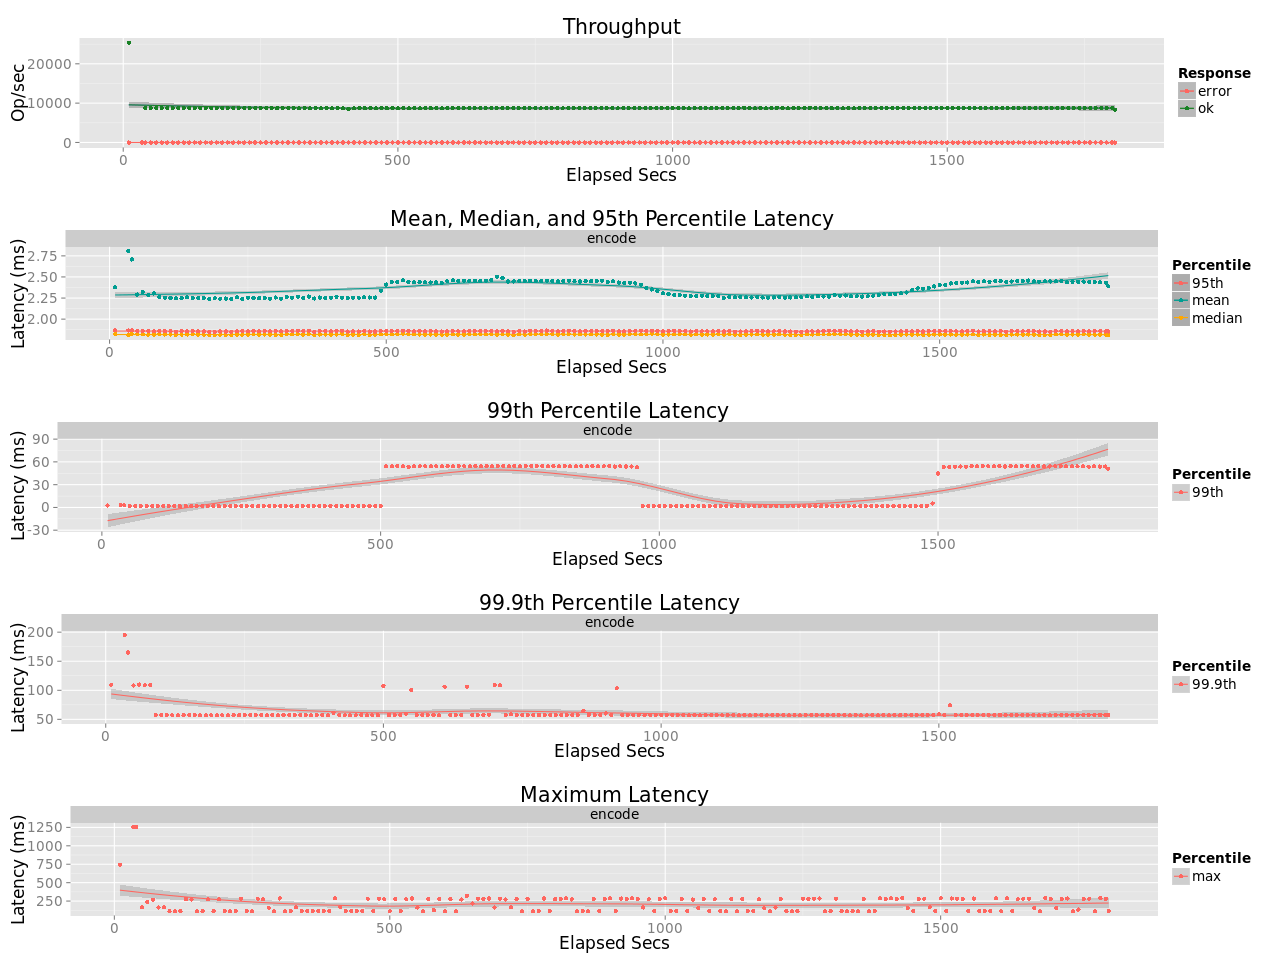 Throughput
Op/sec
20000
10000
0
0 500 1000 1500
Elapsed Secs
Response
error
ok
Mean, Median, and 95th Percentile Latency
encode
Latency (ms)
2.75
2.50
2.25
2.00
0 500 1000 1500
Elapsed Secs
Percentile
95th
mean
median
99th Percentile Latency
encode
Latency (ms)
90
60
30
0
-30
0 500 1000 1500
Elapsed Secs
Percentile
99th
99.9th Percentile Latency
encode
Latency (ms)
200
150
100
50
0 500 1000 1500
Elapsed Secs
Percentile
99.9th
Maximum Latency
encode
Latency (ms)
1250
1000
750
500
250
0 500 1000 1500
Elapsed Secs
Percentile
max